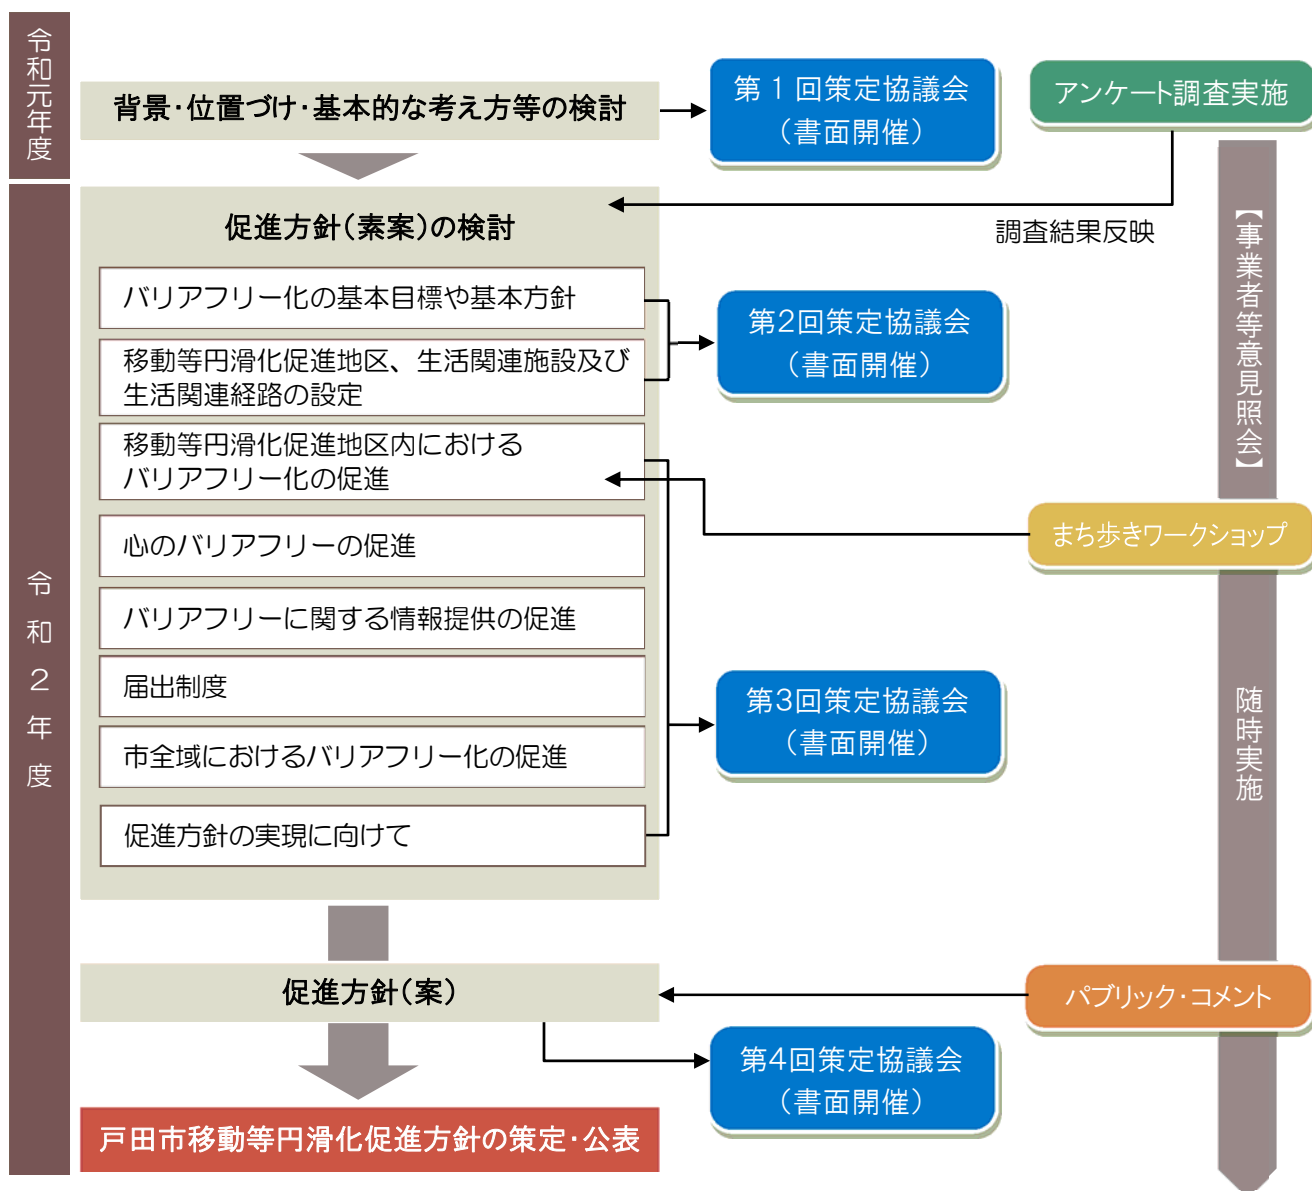 令和元年度
背景・位置づけ・基本的な考え方等の検討
第1回策定協議会
（書面開催）
アンケート調査実施
令和2年度
促進方針（素案）の検討
調査結果反映
【事業者等意見照会】
バリアフリー化の基本目標や基本方針
移動等円滑化促進地区、生活関連施設及び
生活関連経路の設定
第2回策定協議会
（書面開催）
移動等円滑化促進地区内における
バリアフリー化の促進
まち歩きワークショップ
心のバリアフリーの促進
バリアフリーに関する情報提供の促進
届出制度
市全域におけるバリアフリー化の促進
促進方針の実現に向けて
第3回策定協議会
（書面開催）
随時実施
促進方針（案）
パブリック・コメント
第4回策定協議会
（書面開催）
戸田市移動等円滑化促進方針の策定・公表